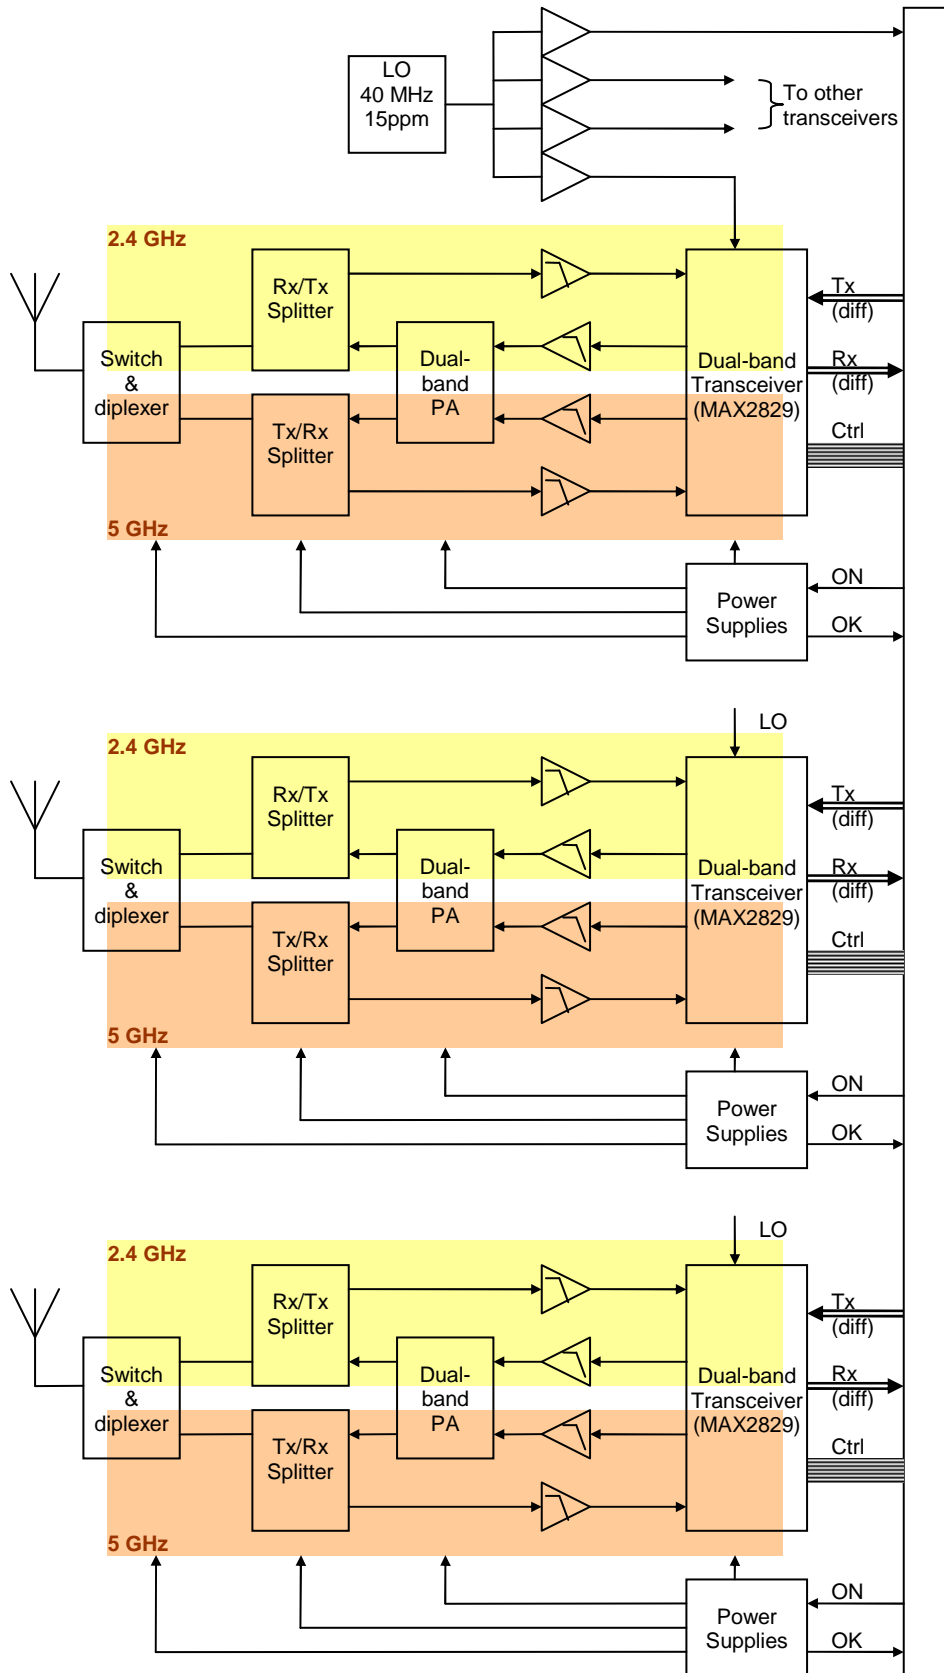 LO
40 MHz
15ppm
To other
transceivers
2.4 GHz
Rx/Tx
Splitter
Switch
&
diplexer
Dual-
band
PA
Tx/Rx
Splitter
Dual-band
Transceiver
(MAX2829)
Tx
(diff)
Rx
(diff)
Ctrl
5 GHz
Power
Supplies
ON
OK
LO
2.4 GHz
Rx/Tx
Splitter
Switch
&
diplexer
Dual-
band
PA
Tx/Rx
Splitter
Dual-band
Transceiver
(MAX2829)
Tx
(diff)
Rx
(diff)
Ctrl
5 GHz
Power
Supplies
ON
OK
LO
2.4 GHz
Rx/Tx
Splitter
Switch
&
diplexer
Dual-
band
PA
Tx/Rx
Splitter
Dual-band
Transceiver
(MAX2829)
Tx
(diff)
Rx
(diff)
Ctrl
5 GHz
Power
Supplies
ON
OK